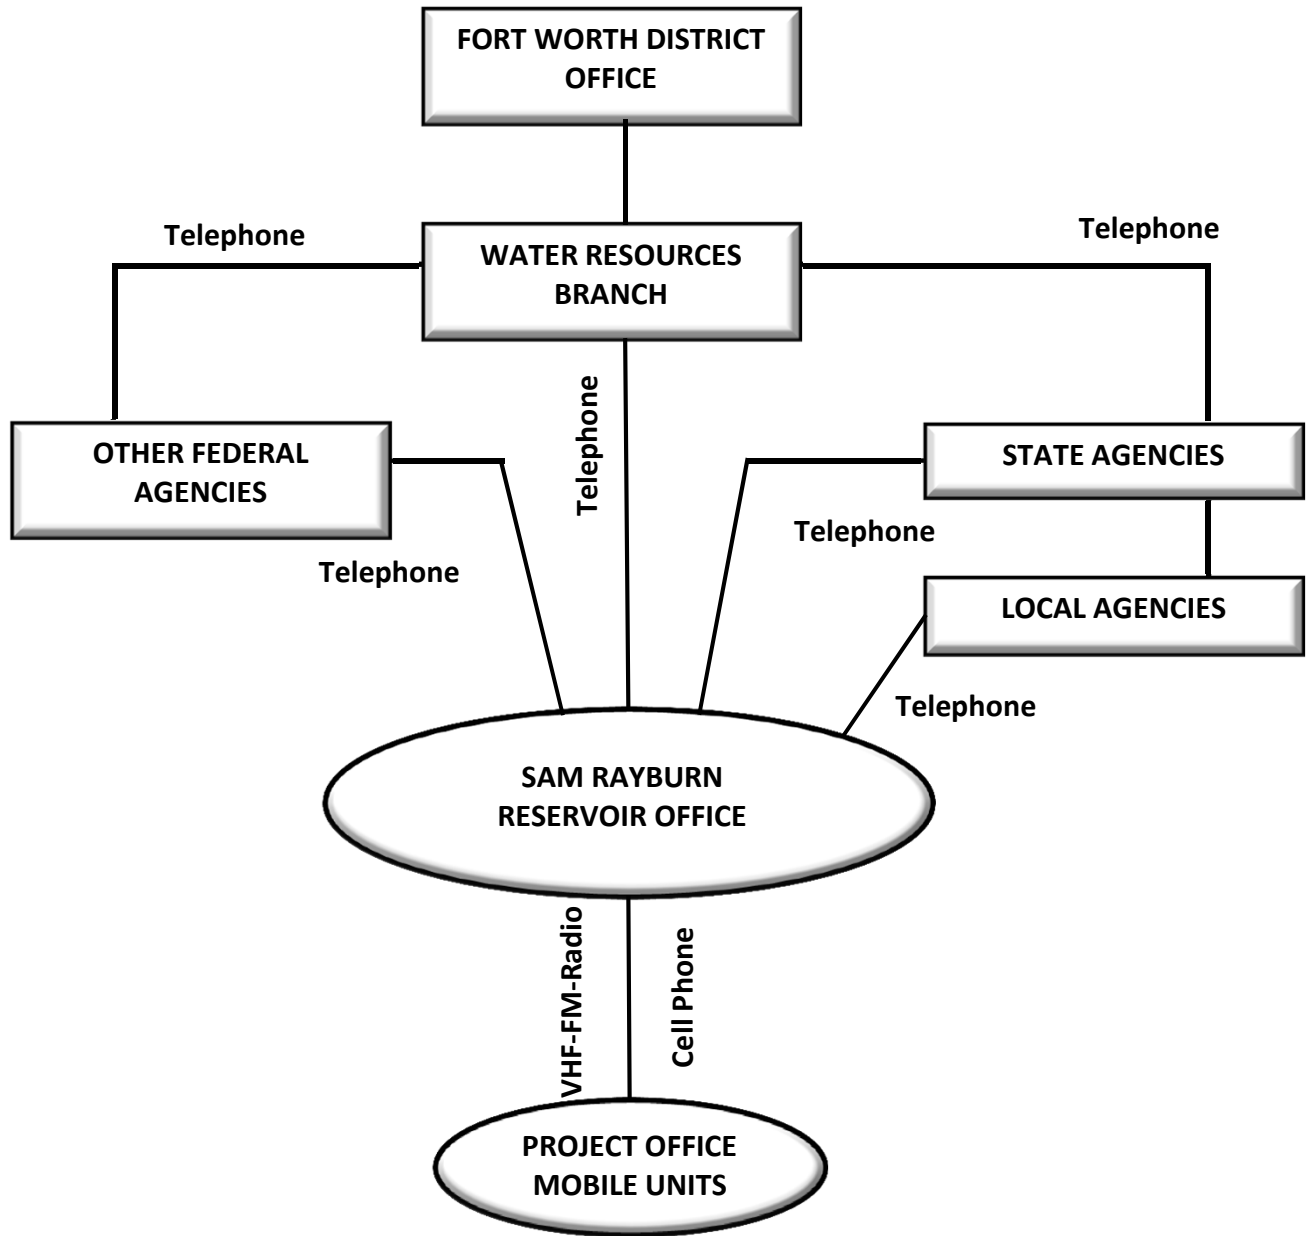 FORT WORTH DISTRICT
OFFICE
Telephone
Telephone
WATER RESOURCES
BRANCH
Telephone
OTHER FEDERAL
AGENCIES
STATE AGENCIES
Telephone
Telephone
LOCAL AGENCIES
Telephone
SAM RAYBURN
RESERVOIR OFFICE
VHF-FM-Radio
Cell Phone
PROJECT OFFICE
MOBILE UNITS